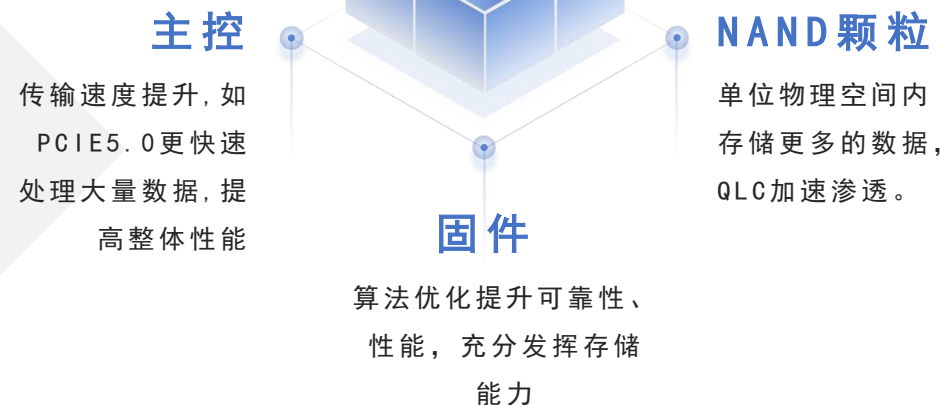 主控
传输速度提升,如
PCIE5.0更快速
处理大量数据,提
高整体性能
NAND颗粒
单位物理空间内
存储更多的数据，
QLC加速渗透。
固件
算法优化提升可靠性、
性能，充分发挥存储
能力